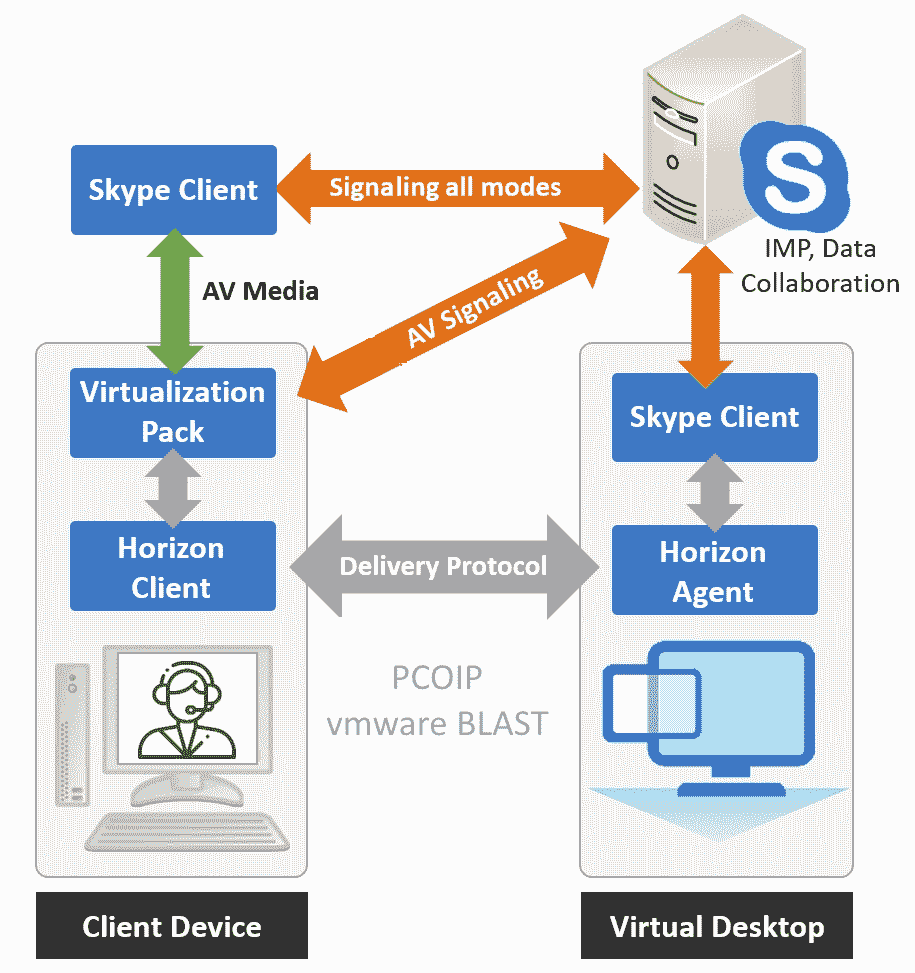 Skype Client
Signaling all modes
S
IMP, Data
Collaboration
AV Media
AV Signaling
Virtualization
Pack
Skype Client
Horizon
Client
Delivery Protocol
Horizon
Agent
PCOIP
vmware BLAST
Client Device
Virtual Desktop